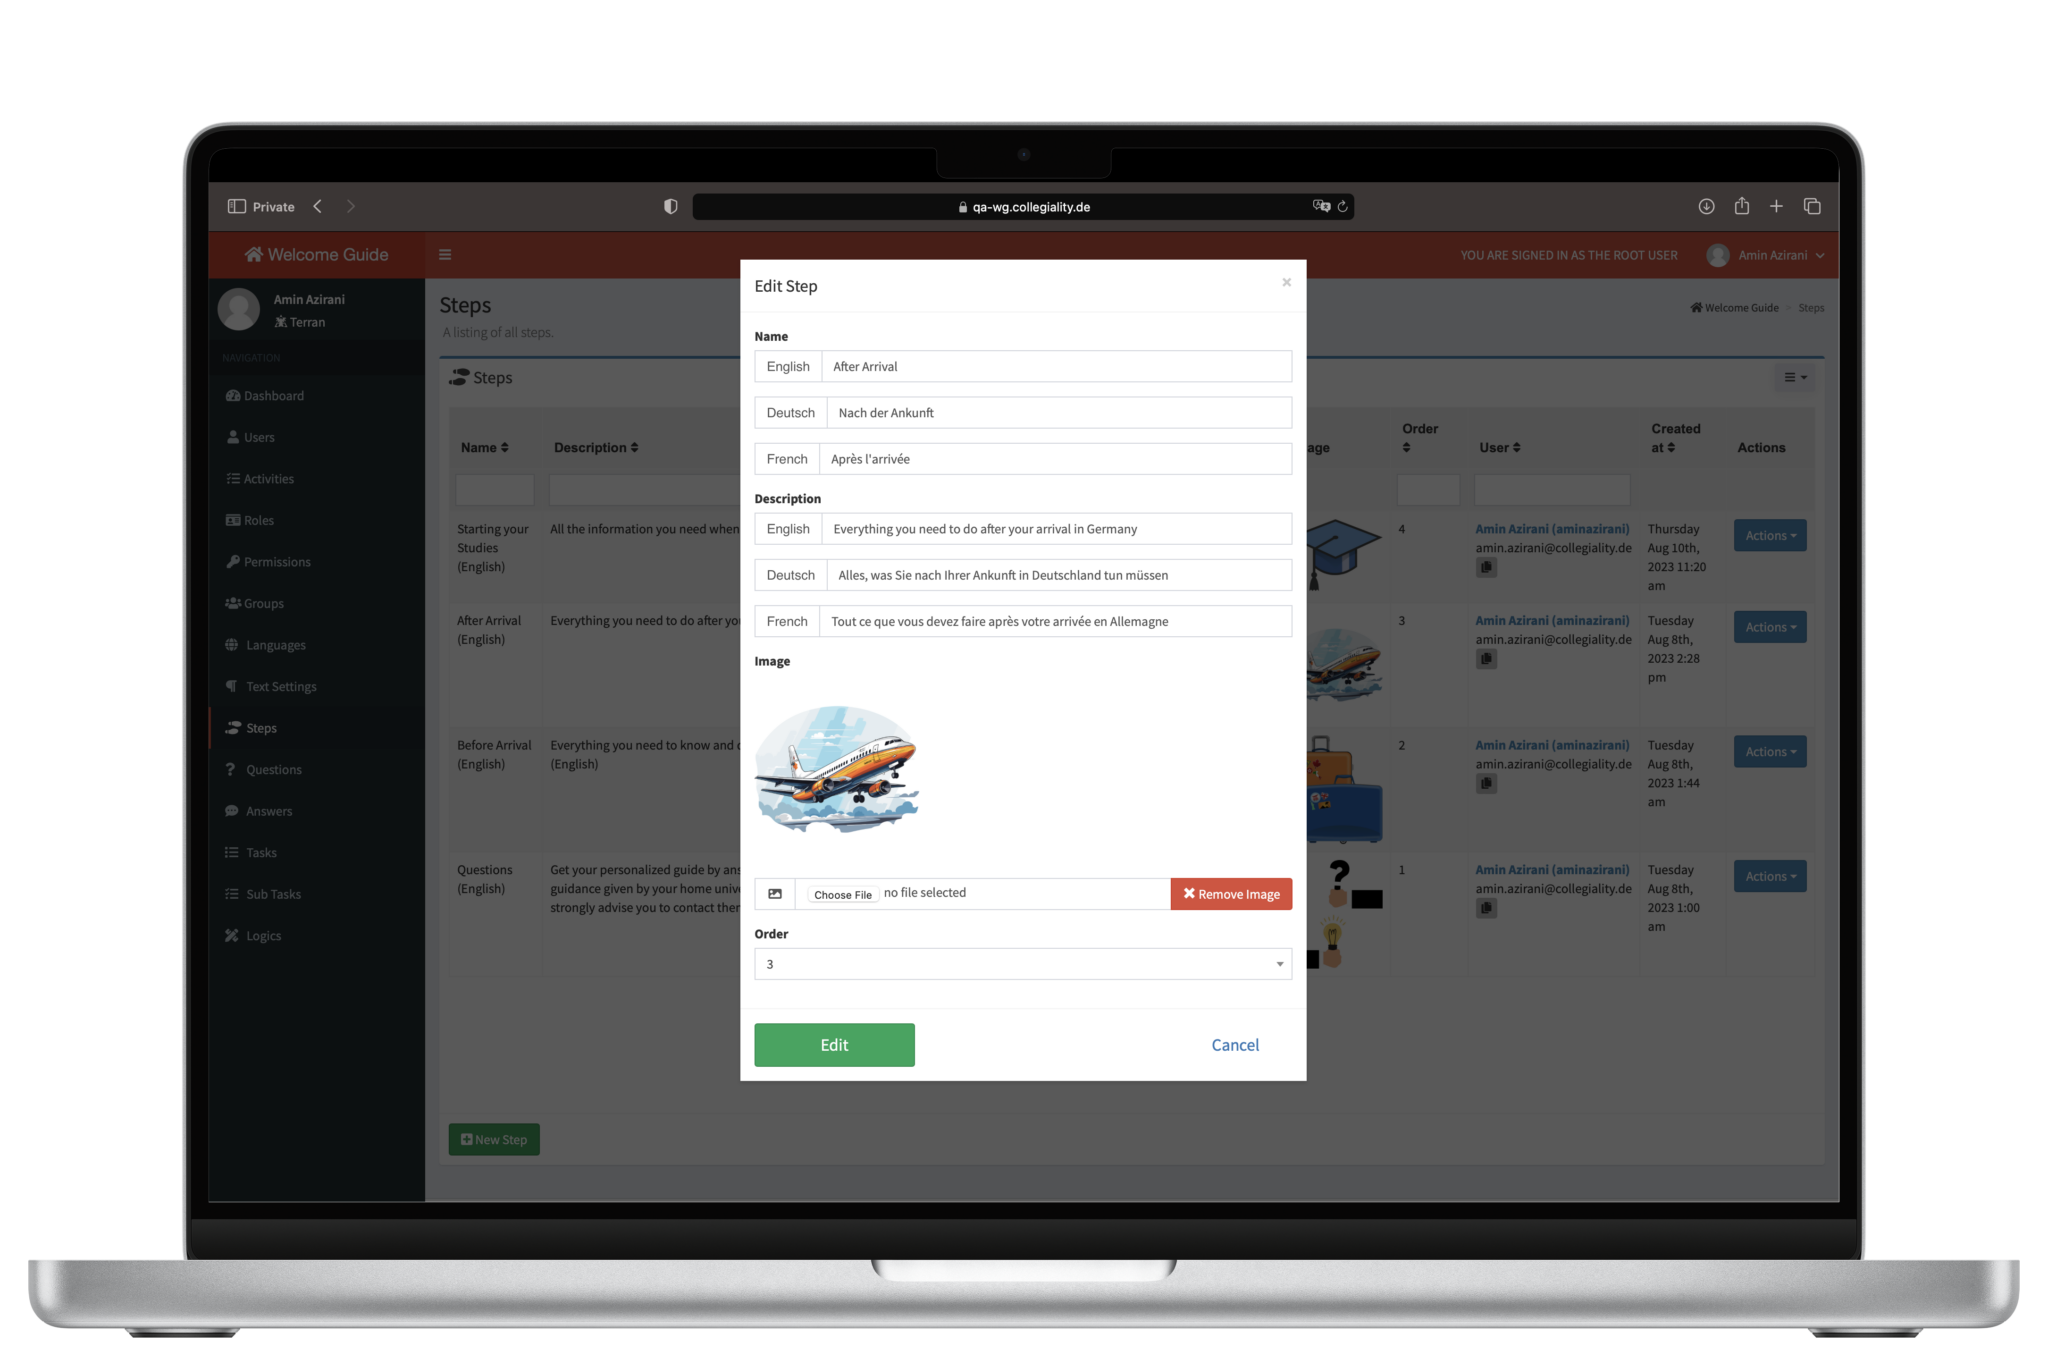 Private
qa-wg.collegiality.de
Welcome Guide
YOU ARE SIGNED IN AS THE ROOT USER
Amin Azirani
Amin Azirani
Terran
NAVIGATION
Dashboard
Users
Activities
Roles
Permissions
Groups
Languages
Text Settings
Steps
Questions
Answers
Tasks
Sub Tasks
Logics
Steps
A listing of all steps.
Welcome Guide > Steps
Steps
Name
Description
age
Order
User
Created at
Actions
Starting your Studies (English)
All the information you need when
4
Amin Azirani (aminazirani)
amin.azirani@collegiality.de
Thursday Aug 10th, 2023 11:20 am
Actions
After Arrival (English)
Everything you need to do after yo
3
Amin Azirani (aminazirani)
amin.azirani@collegiality.de
Tuesday Aug 8th, 2023 2:28 pm
Actions
Before Arrival (English)
Everything you need to know and
(English)
2
Amin Azirani (aminazirani)
amin.azirani@collegiality.de
Tuesday Aug 8th, 2023 1:44 am
Actions
Questions (English)
Get your personalized guide by ans
guidance given by your home unive
strongly advise you to contact ther
1
Amin Azirani (aminazirani)
amin.azirani@collegiality.de
Tuesday Aug 8th, 2023 1:00 am
Actions
New Step
Edit Step
×
Name
English After Arrival
Deutsch Nach der Ankunft
French Après l'arrivée
Description
English Everything you need to do after your arrival in Germany
Deutsch Alles, was Sie nach Ihrer Ankunft in Deutschland tun müssen
French Tout ce que vous devez faire après votre arrivée en Allemagne
Image
Choose File no file selected
Remove Image
Order
3
Edit
Cancel